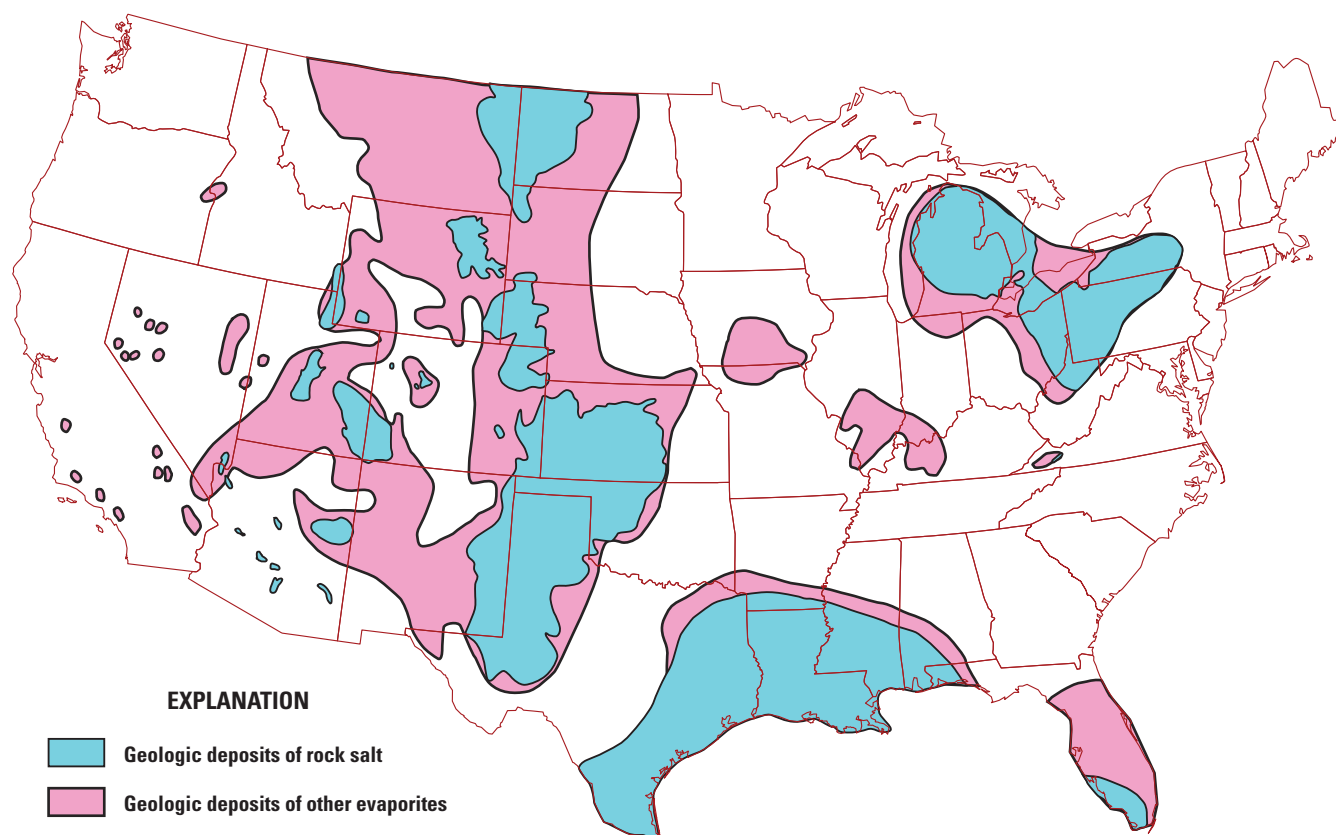 EXPLANATION
Geologic deposits of rock salt
Geologic deposits of other evaporites